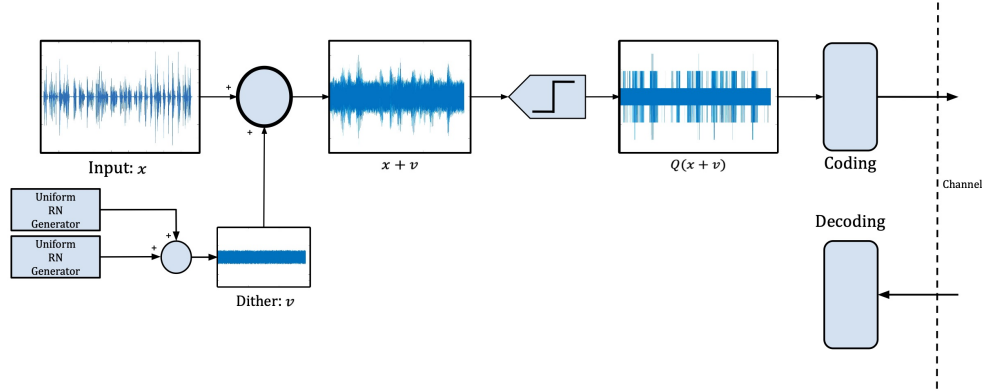 +
+
Input: x
x + v
Q(x + v)
Coding
Channel
Uniform
RN
Generator
+
+
Uniform
RN
Generator
Decoding
Dither: v